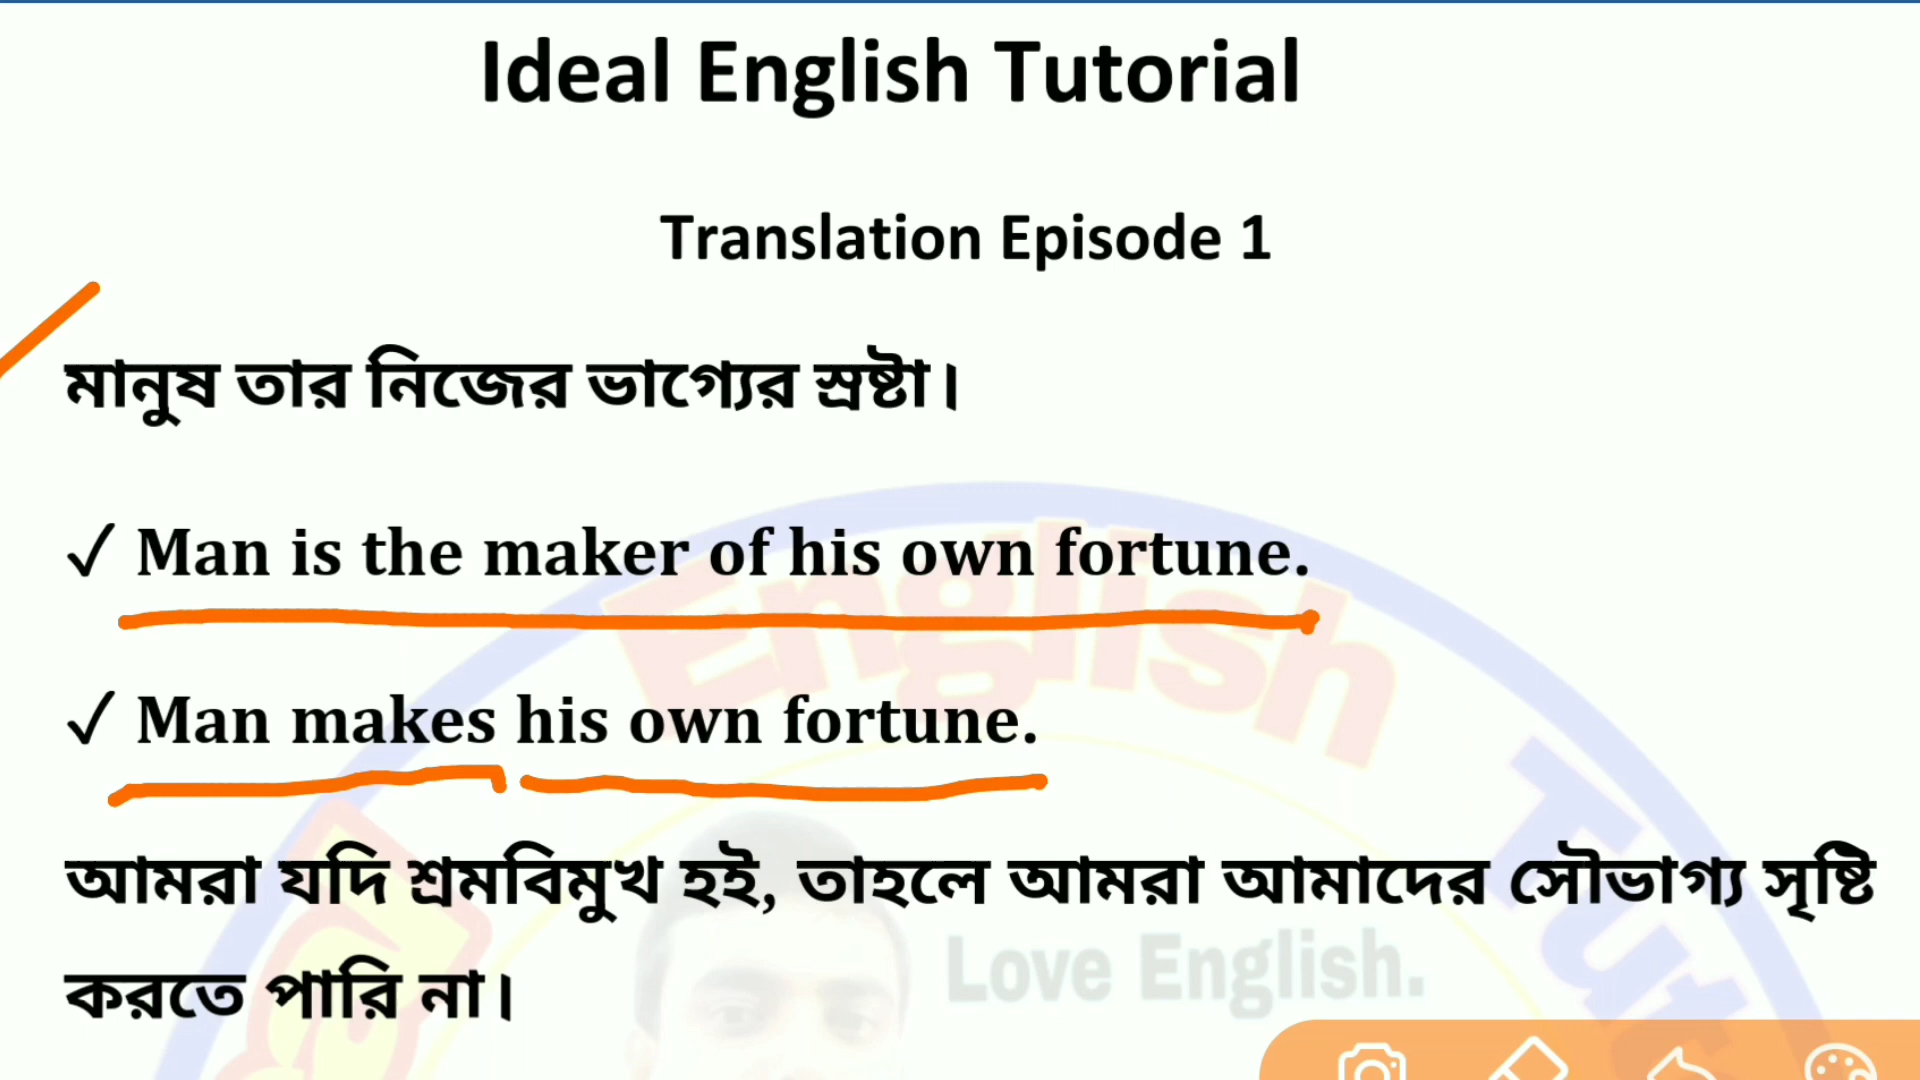 Ideal English Tutorial
Translation Episode 1
মানুষ তার নিজের ভাগ্যের স্রষ্টা।
✓ Man is the maker of his own fortune.
✓ Man makes his own fortune.
আমরা যদি শ্রমবিমুখ হই, তাহলে আমরা আমাদের সৌভাগ্য সৃষ্টি
করতে পারি না।
English
Love English.